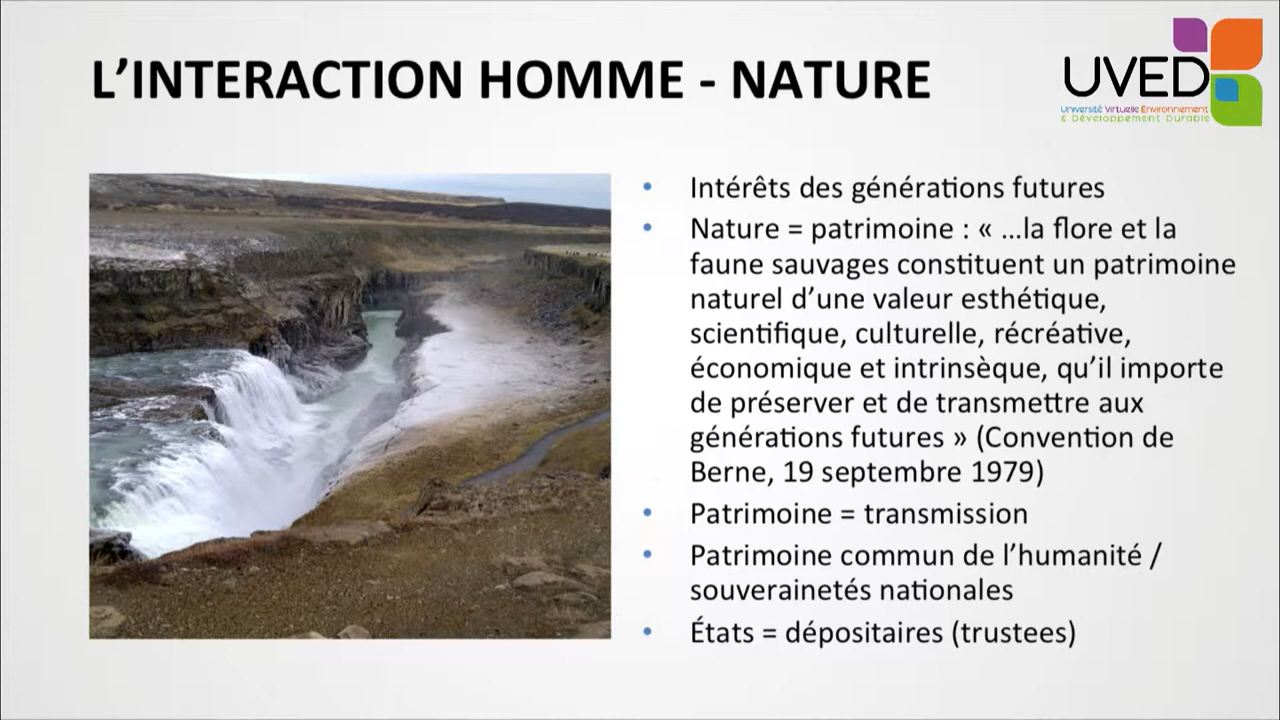 L’INTERACTION HOMME - NATURE
UVED
Université Virtuelle Environnement
& Développement Durable
• Intérêts des générations futures
• Nature = patrimoine : « …la flore et la
faune sauvages constituent un patrimoine
naturel d’une valeur esthétique,
scientifique, culturelle, récréative,
économique et intrinsèque, qu’il importe
de préserver et de transmettre aux
générations futures » (Convention de
Berne, 19 septembre 1979)
• Patrimoine = transmission
• Patrimoine commun de l’humanité /
souverainetés nationales
• États = dépositaires (trustees)